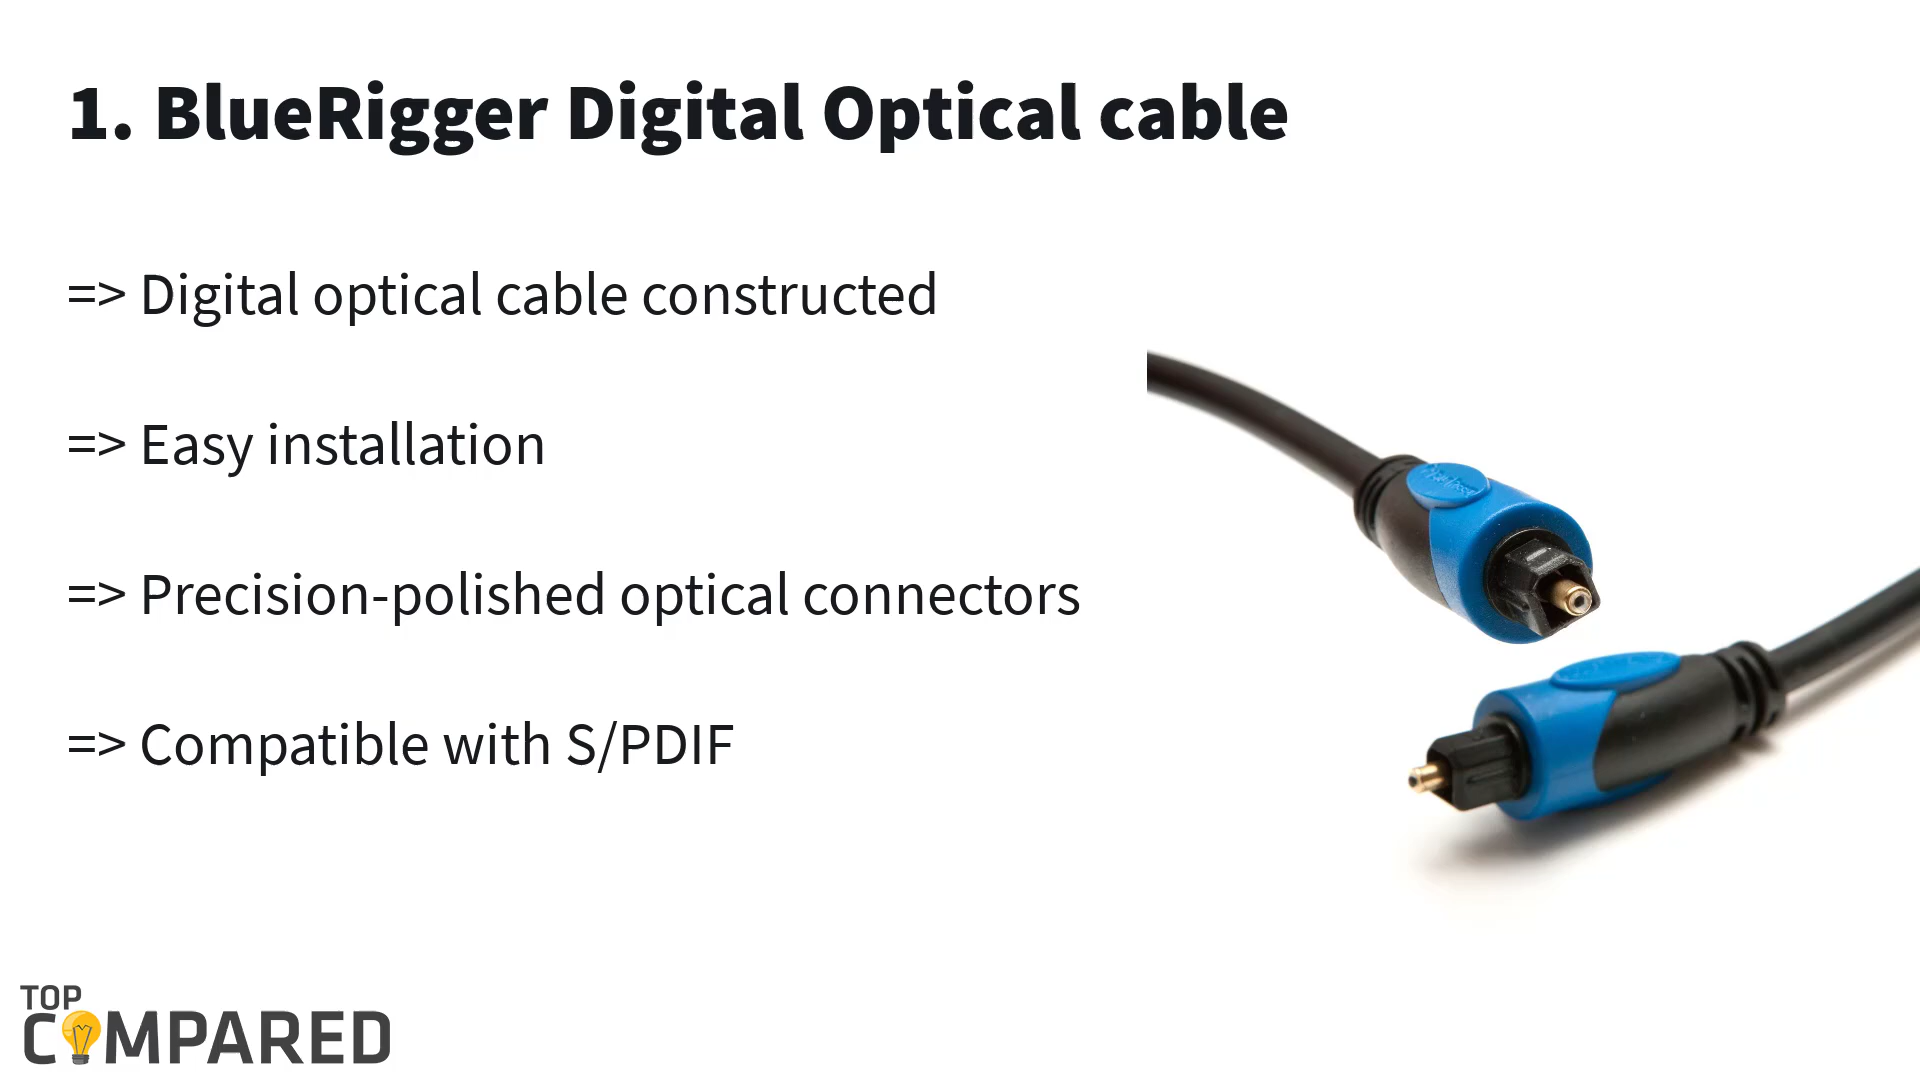 1. BlueRigger Digital Optical cable
=> Digital optical cable constructed
=> Easy installation
=> Precision-polished optical connectors
=> Compatible with S/PDIF
TOP
COMPARED